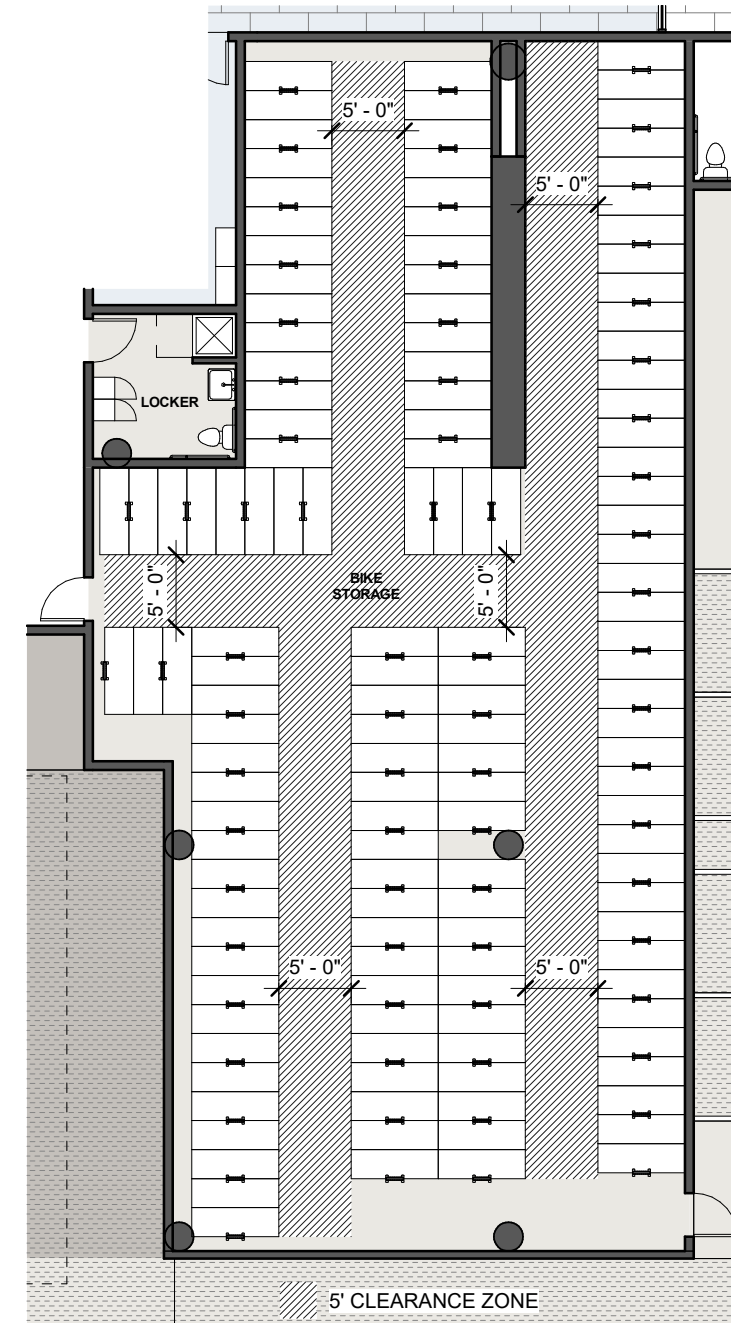 5' - 0"
5' - 0"
LOCKER
5' - 0"
BIKE
STORAGE
5' - 0"
5' - 0"
5' - 0"
5' CLEARANCE ZONE